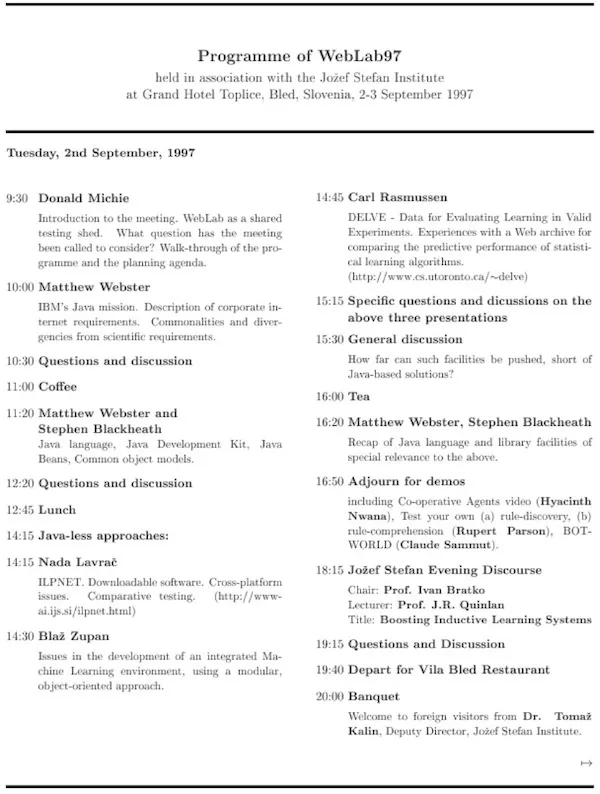 Programme of WebLab97
held in association with the Jožef Stefan Institute
at Grand Hotel Toplice, Bled, Slovenia, 2-3 September 1997
Tuesday, 2nd September, 1997
9:30 Donald Michie
Introduction to the meeting. WebLab as a shared
testing shed. What question has the meeting
been called to consider? Walk-through of the pro-
gramme and the planning agenda.
10:00 Matthew Webster
IBM's Java mission. Description of corporate in-
ternet requirements. Commonalities and diver-
gencies from scientific requirements.
10:30 Questions and discussion
11:00 Coffee
11:20 Matthew Webster and
Stephen Blackheath
Java language, Java Development Kit, Java
Beans, Common object models.
12:20 Questions and discussion
12:45 Lunch
14:15 Java-less approaches:
14:15 Nada Lavrač
ILPNET. Downloadable software. Cross-platform
issues. Comparative testing. (http://www-
ai.ijs.si/ilpnet.html)
14:30 Blaž Zupan
Issues in the development of an integrated Ma-
chine Learning environment, using a modular,
object-oriented approach.
14:45 Carl Rasmussen
DELVE - Data for Evaluating Learning in Valid
Experiments. Experiences with a Web archive for
comparing the predictive performance of statisti-
cal learning algorithms.
(http://www.cs.utoronto.ca/∼delve)
15:15 Specific questions and dicussions on the
above three presentations
15:30 General discussion
How far can such facilities be pushed, short of
Java-based solutions?
16:00 Tea
16:20 Matthew Webster, Stephen Blackheath
Recap of Java language and library facilities of
special relevance to the above.
16:50 Adjourn for demos
including Co-operative Agents video (Hyacinth
Nwana), Test your own (a) rule-discovery, (b)
rule-comprehension (Rupert Parson), BOT-
WORLD (Claude Sammut).
18:15 Jožef Stefan Evening Discourse
Chair: Prof. Ivan Bratko
Lecturer: Prof. J.R. Quinlan
Title: Boosting Inductive Learning Systems
19:15 Questions and Discussion
19:40 Depart for Vila Bled Restaurant
20:00 Banquet
Welcome to foreign visitors from Dr. Tomaž
Kalin, Deputy Director, Jožef Stefan Institute.
↦